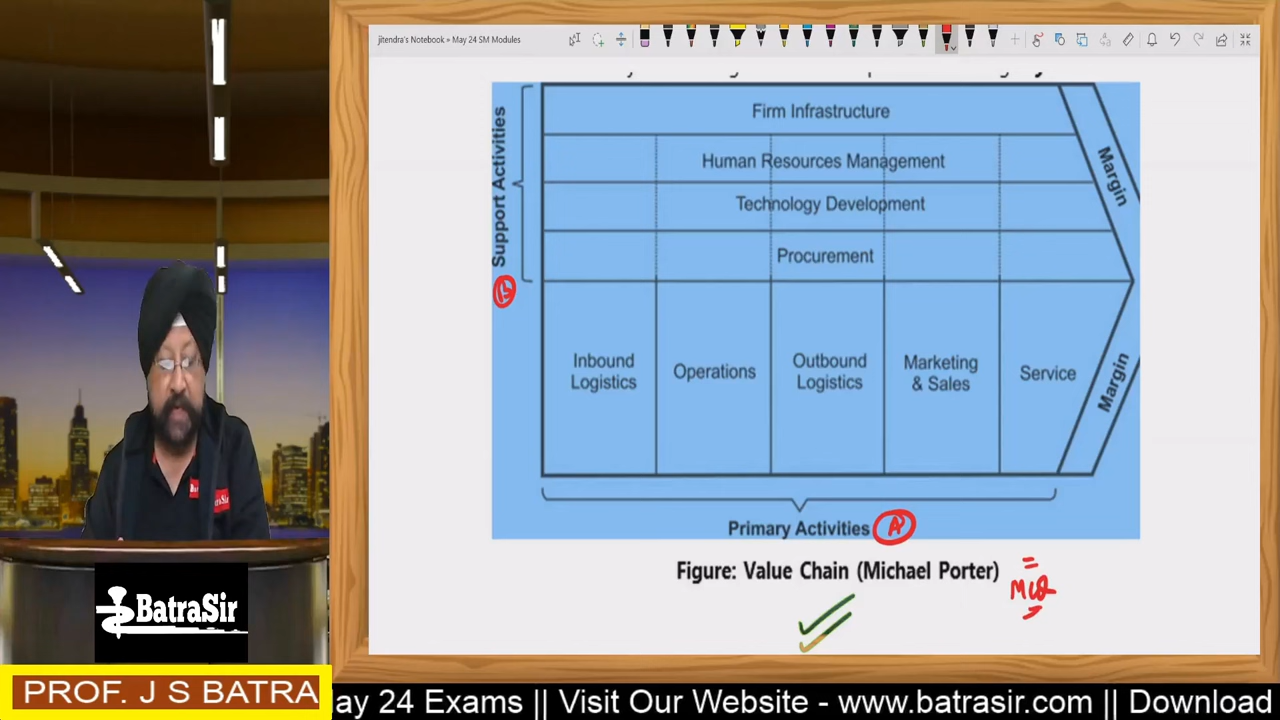 jitendra's Notebook » May 24 SM Modules
Support Activities
Firm Infrastructure
Human Resources Management
Technology Development
Procurement
Margin
Inbound
Logistics
Operations
Outbound
Logistics
Marketing
& Sales
Service
Margin
Primary Activities
A
Figure: Value Chain (Michael Porter)
MCQ
BatraSir
PROF. J S BATRA
ay 24 Exams || Visit Our Website - www.batrasir.com || Download